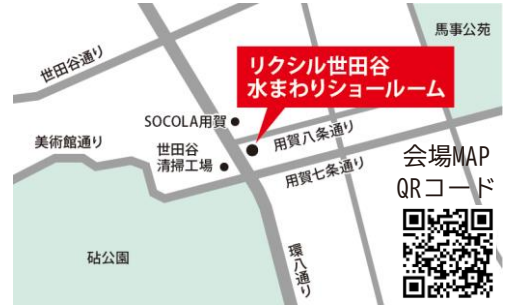 馬事公苑
世田谷通り
リクシル世田谷
水まわりショールーム
SOCOLA用賀
美術館通り
世田谷
清掃工場
用賀八条通り
用賀七条通り
会場MAP
QRコード
砧公園
環八通り